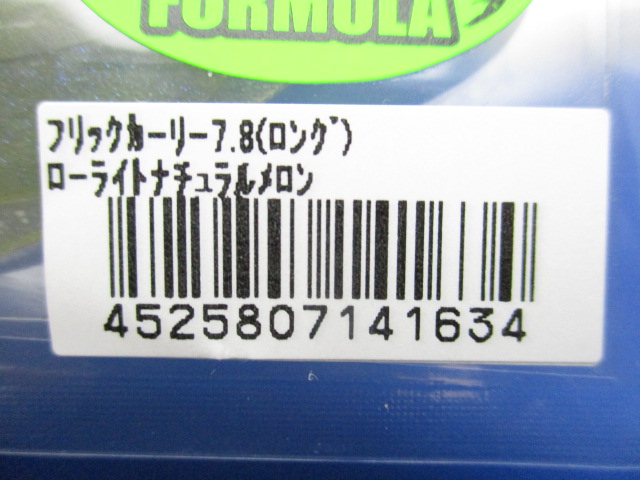 FORMULA
フリックカーリー7.8(ロング)
ローライトナチュラルメロン
4525807141634